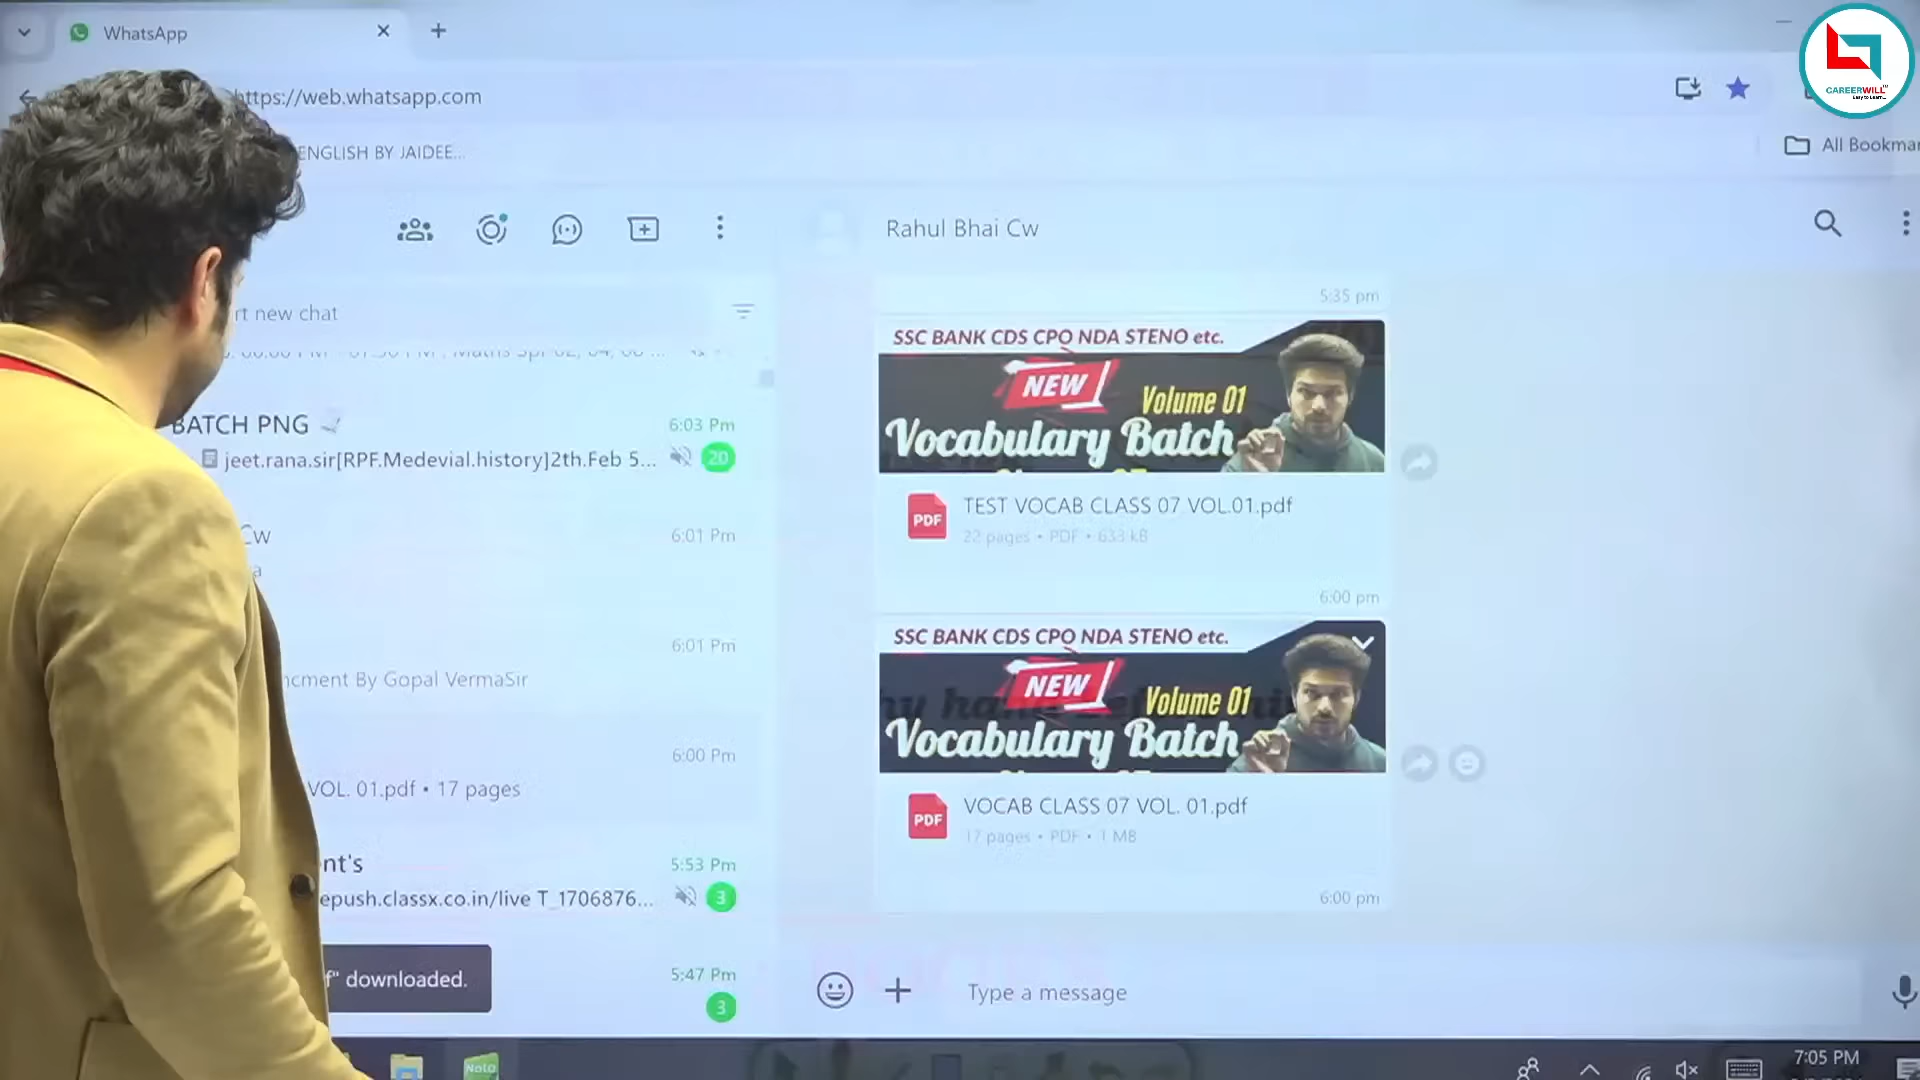 WhatsApp
https://web.whatsapp.com
CAREERWILL
ENGLISH BY JAIDEE...
All Bookmar
Rahul Bhai Cw
rt new chat
5:35 pm
SSC BANK CDS CPO NDA STENO etc.
NEW
Volume 01
Vocabulary Batch
BATCH PNG
6:03 Pm
jeet.rana.sir[RPF.Medevial.history]2th.Feb 5...
20
PDF
TEST VOCAB CLASS 07 VOL.01.pdf
22 pages • PDF • 633 kB
Cw
6:01 Pm
a
6:00 pm
6:01 Pm
ncment By Gopal VermaSir
SSC BANK CDS CPO NDA STENO etc.
NEW
Volume 01
Vocabulary Batch
6:00 Pm
VOL. 01.pdf • 17 pages
PDF
VOCAB CLASS 07 VOL. 01.pdf
17 pages • PDF • 1 MB
nt's
5:53 Pm
epush.classx.co.in/live T_1706876...
3
6:00 pm
f" downloaded.
5:47 Pm
3
Type a message
7:05 PM